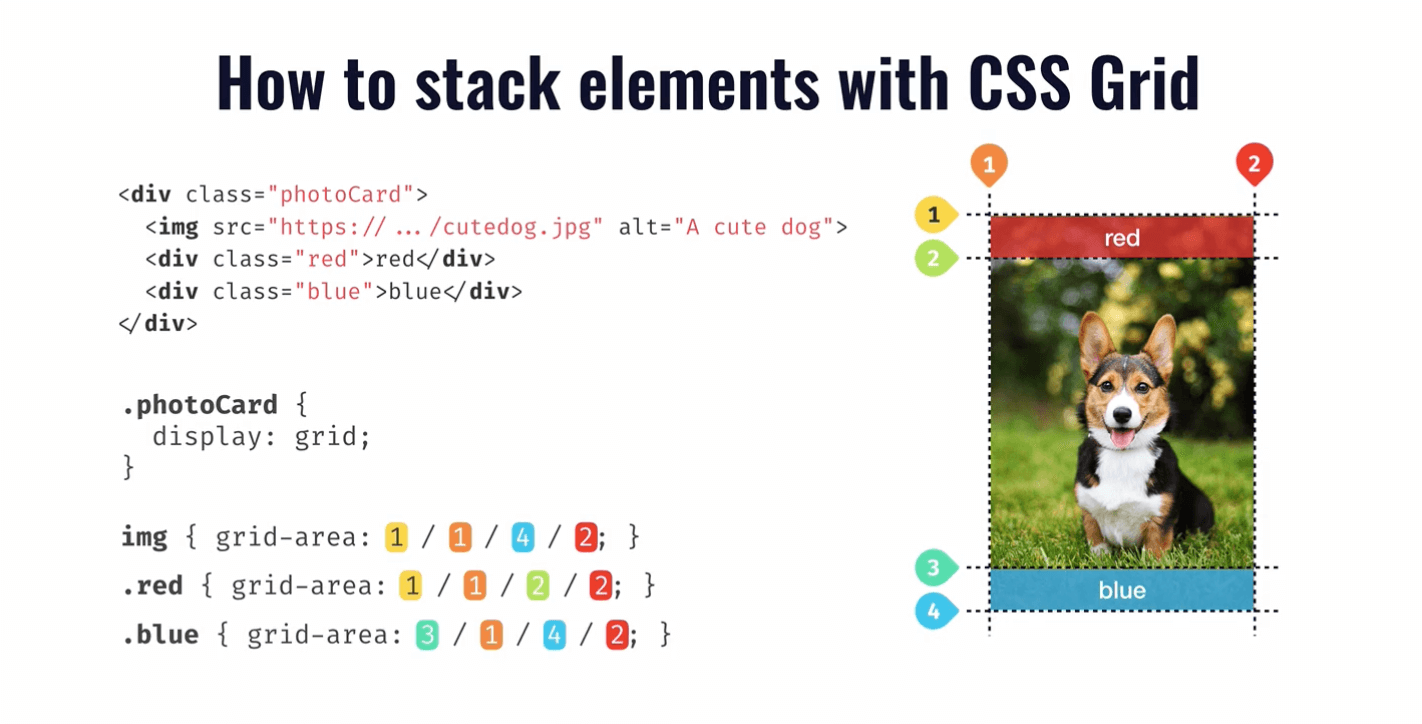 How to stack elements with CSS Grid
<div class="photoCard">
<img src="https:// ... /cutedog.jpg" alt="A cute dog">
<div class="red">red</div>
<div class="blue">blue</div>
</div>
.photoCard {
display: grid;
}
img { grid-area: 1 / 1 / 4 / 2; }
.red { grid-area: 1 / 1 / 2 / 2; }
.blue { grid-area: 3 / 1 / 4 / 2; }
1 2
1
red
2
3
blue
4